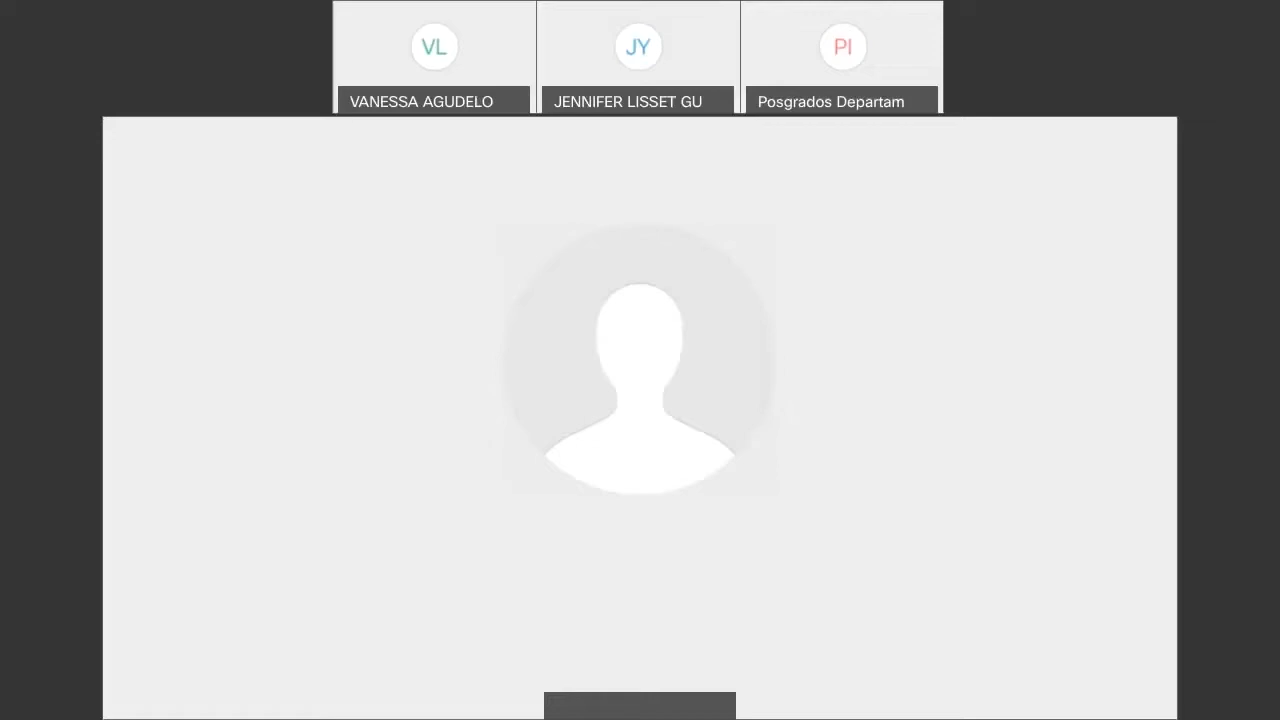 VL
JY
PI
VANESSA AGUDELO
JENNIFER LISSET GU
Posgrados Departam